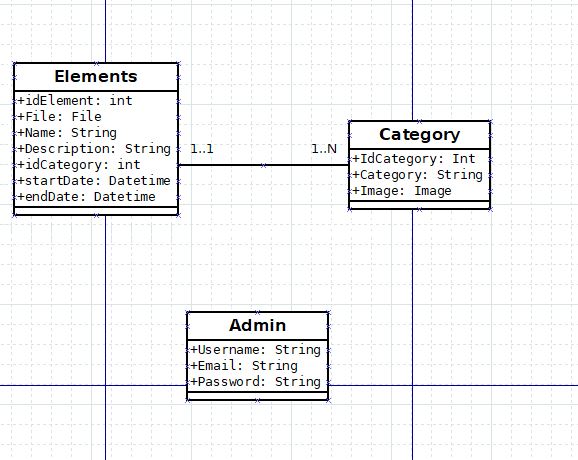 Elements
+idElement: int
+File: File
+Name: String
+Description: String
+idCategory: int
+startDate: Datetime
+endDate: Datetime
1..1
1..N
Category
+IdCategory: Int
+Category: String
+Image: Image
Admin
+Username: String
+Email: String
+Password: String